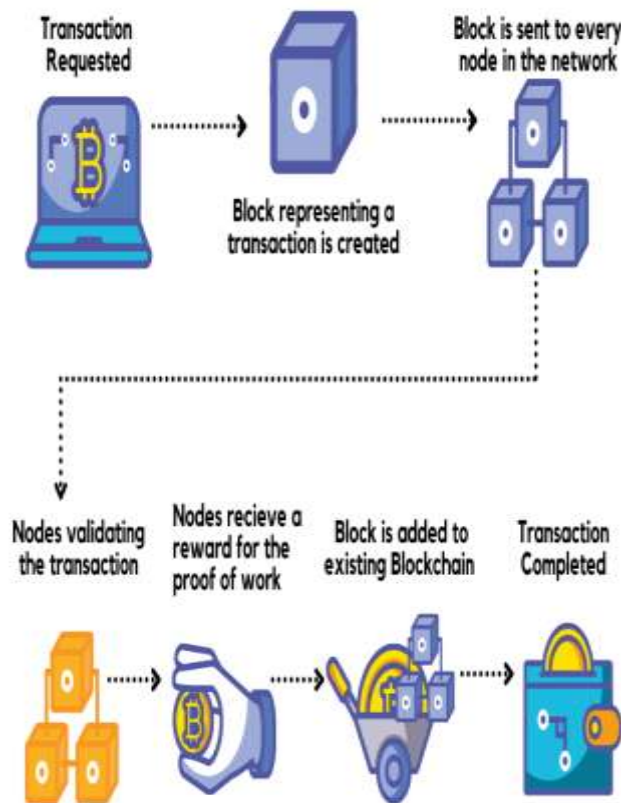 Transaction
Requested
Block representing a
transaction is created
Block is sent to every
node in the network
Nodes validating
the transaction
Nodes recieve a
reward for the
proof of work
Block is added to
existing Blockchain
Transaction
Completed